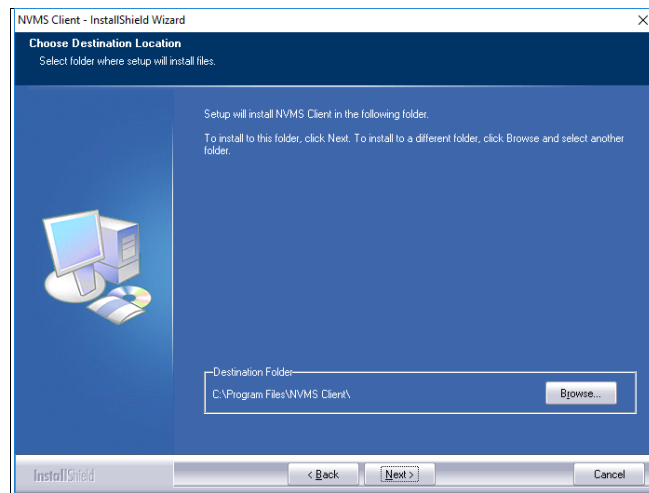 NVMS Client - InstallShield Wizard
Choose Destination Location
Select folder where setup will install files.
Setup will install NVMS Client in the following folder.
To install to this folder, click Next. To install to a different folder, click Browse and select another
folder.
Destination Folder
C:\Program Files\NVMS Client\
Browse...
InstallShield
< Back
Next >
Cancel